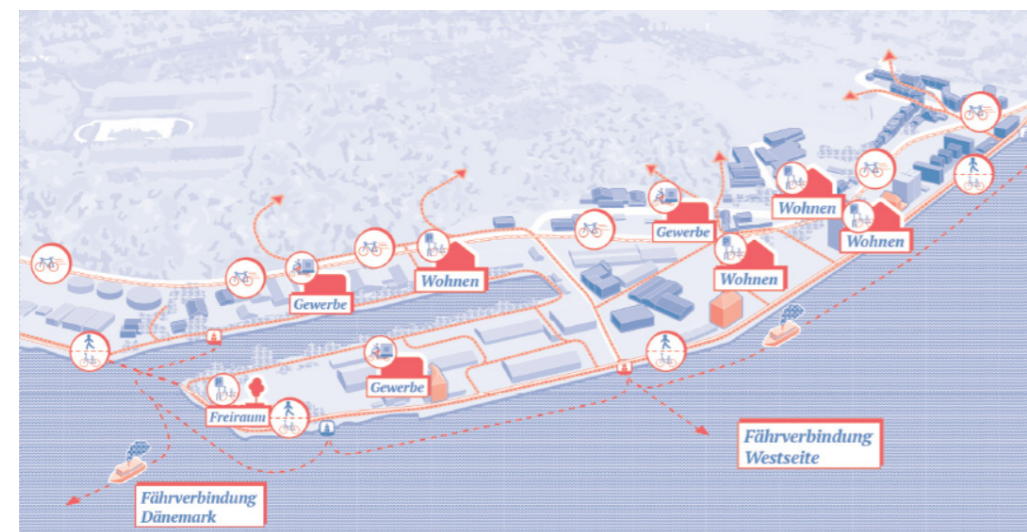 Wohnen
Gewerbe
Wohnen
Wohnen
Wohnen
Gewerbe
Gewerbe
Freiraum
Fährverbindung
Westseite
Fährverbindung
Dänemark